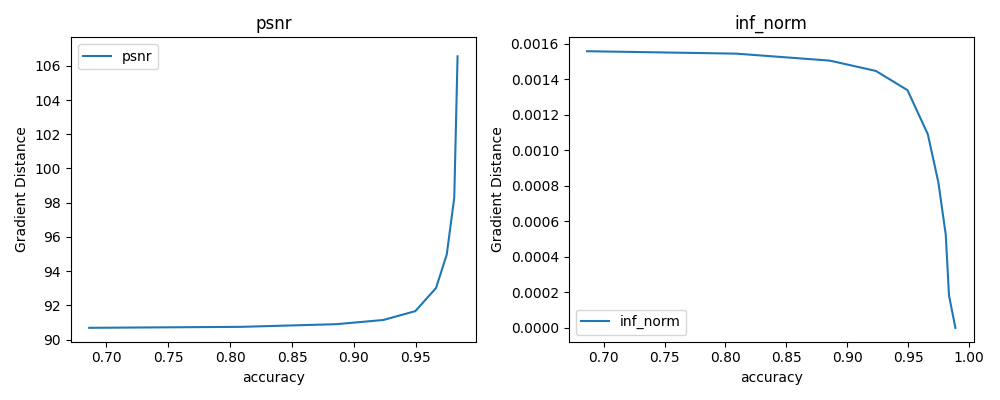 psnr
psnr
Gradient Distance
106
104
102
100
98
96
94
92
90
0.70 0.75 0.80 0.85 0.90 0.95
accuracy
inf_norm
Gradient Distance
0.0016
0.0014
0.0012
0.0010
0.0008
0.0006
0.0004
0.0002
0.0000
inf_norm
0.70 0.75 0.80 0.85 0.90 0.95 1.00
accuracy